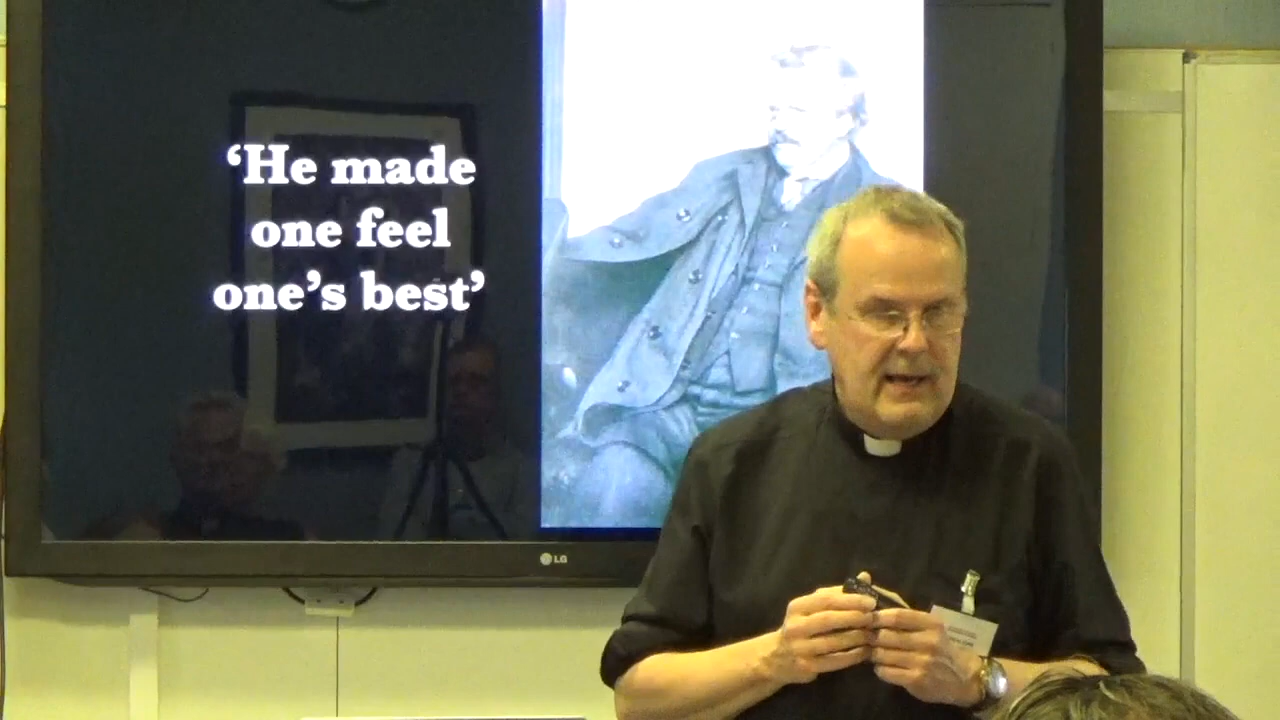 ‘He made
one feel
one’s best’
LG